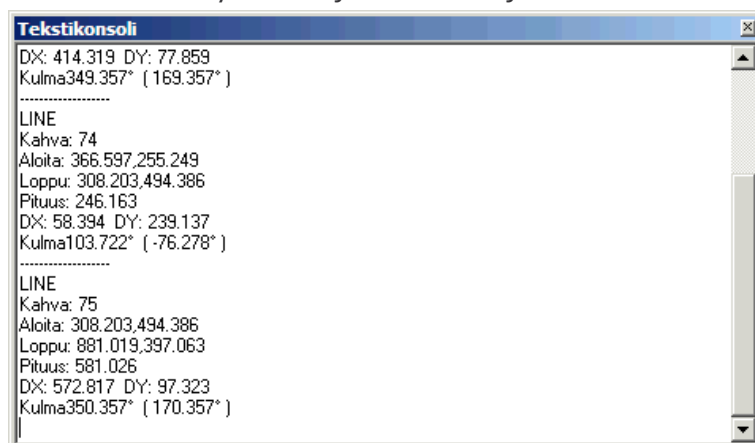 Tekstikonsoli
DX: 414.319 DY: 77.859
Kulma349.357° ( 169.357° )
-------------------
LINE
Kahva: 74
Aloita: 366.597,255.249
Loppu: 308.203,494.386
Pituus: 246.163
DX: 58.394 DY: 239.137
Kulma103.722° ( -76.278° )
-------------------
LINE
Kahva: 75
Aloita: 308.203,494.386
Loppu: 881.019,397.063
Pituus: 581.026
DX: 572.817 DY: 97.323
Kulma350.357° ( 170.357° )